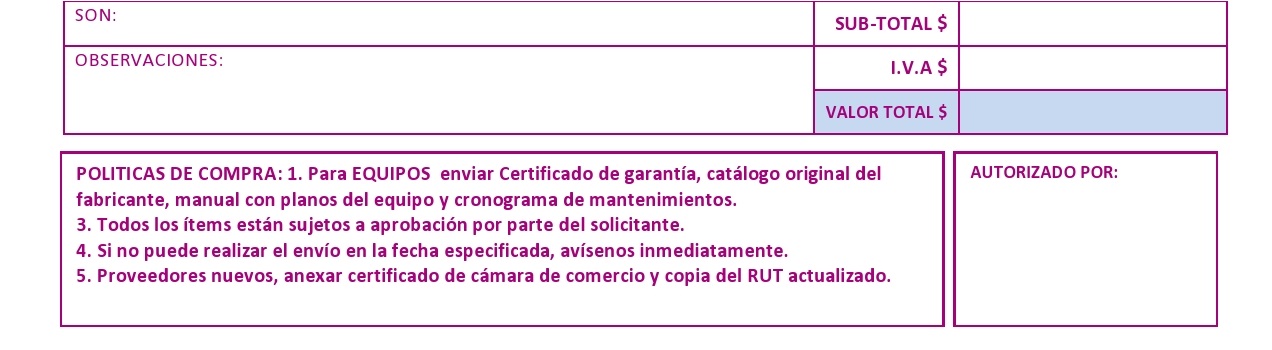 SON:
SUB-TOTAL $
OBSERVACIONES:
I.V.A $
VALOR TOTAL $
POLITICAS DE COMPRA: 1. Para EQUIPOS  enviar Certificado de garantía, catálogo original del
fabricante, manual con planos del equipo y cronograma de mantenimientos.
3. Todos los ítems están sujetos a aprobación por parte del solicitante.
4. Si no puede realizar el envío en la fecha especificada, avísenos inmediatamente.
5. Proveedores nuevos, anexar certificado de cámara de comercio y copia del RUT actualizado.
AUTORIZADO POR: